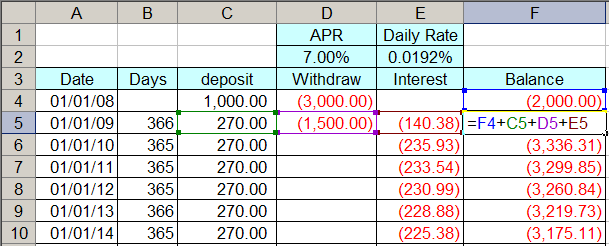 A B C D E F
1 APR Daily Rate
2 7.00% 0.0192%
3 Date Days deposit Withdraw Interest Balance
4 01/01/08 1,000.00 (3,000.00) (2,000.00)
5 01/01/09 366 270.00 (1,500.00) (140.38) =F4+C5+D5+E5
6 01/01/10 365 270.00 (235.93) (3,336.31)
7 01/01/11 365 270.00 (233.54) (3,299.85)
8 01/01/12 365 270.00 (230.99) (3,260.84)
9 01/01/13 366 270.00 (228.88) (3,219.73)
10 01/01/14 365 270.00 (225.38) (3,175.11)